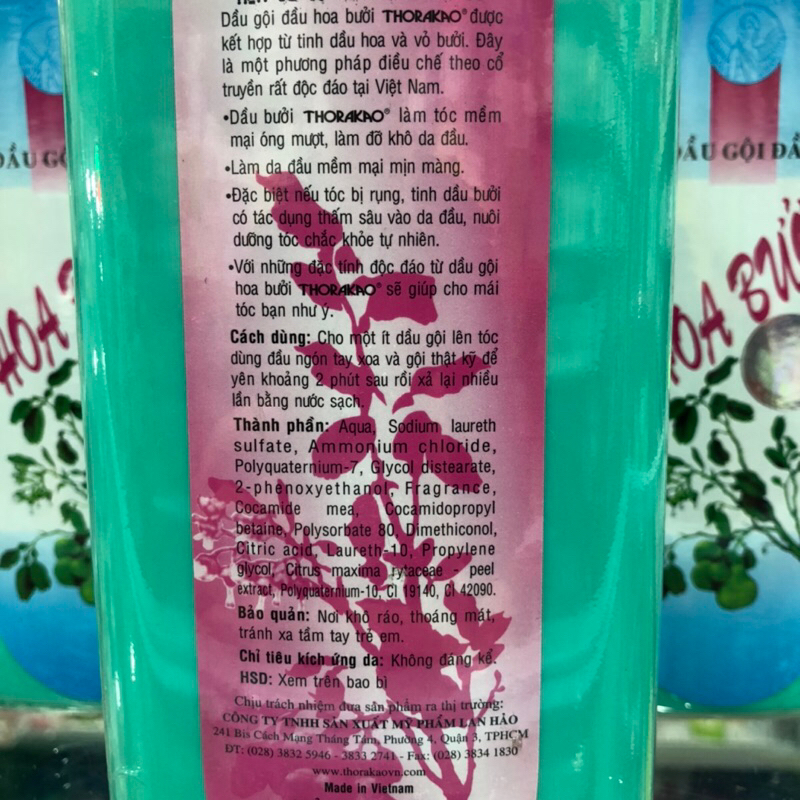 Dầu gội đầu hoa bưởi THORAKAO® được
kết hợp từ tinh dầu hoa và vỏ bưởi. Đây
là một phương pháp điều chế theo cổ
truyền rất độc đáo tại Việt Nam.
•Dầu bưởi THORAKAO® làm tóc mềm
mại óng mượt, làm đỡ khô da đầu.
•Làm da đầu mềm mại mịn màng.
•Đặc biệt nếu tóc bị rụng, tinh dầu bưởi
có tác dụng thấm sâu vào da đầu, nuôi
dưỡng tóc chắc khỏe tự nhiên.
•Với những đặc tính độc đáo từ dầu gội
hoa bưởi THORAKAO® sẽ giúp cho mái
tóc bạn như ý.
Cách dùng: Cho một ít dầu gội lên tóc
dùng đầu ngón tay xoa và gội thật kỹ để
yên khoảng 2 phút sau rồi xả lại nhiều
lần bằng nước sạch.
Thành phần: Aqua, Sodium laureth
sulfate, Ammonium chloride,
Polyquaternium-7, Glycol distearate,
2-phenoxyethanol, Fragrance,
Cocamide mea, Cocamidopropyl
betaine, Polysorbate 80, Dimethiconol,
Citric acid, Laureth-10, Propylene
glycol, Citrus maxima rytaceae - peel
extract, Polyquaternium-10, CI 19140, CI 42090.
Bảo quản: Nơi khô ráo, thoáng mát,
tránh xa tầm tay trẻ em.
Chỉ tiêu kích ứng da: Không đáng kể.
HSD: Xem trên bao bì
Chịu trách nhiệm đưa sản phẩm ra thị trường:
CÔNG TY TNHH SẢN XUẤT MỸ PHẨM LAN HẢO
241 Bis Cách Mạng Tháng Tám, Phường 4, Quận 3, TPHCM
ĐT: (028) 3832 5946 - 3833 2741 - Fax: (028) 3834 1830
www.thorakaovn.com
Made in Vietnam
DẦU GỘI
HOA
DẦU GỘI ĐẦ
HOA BƯỞ